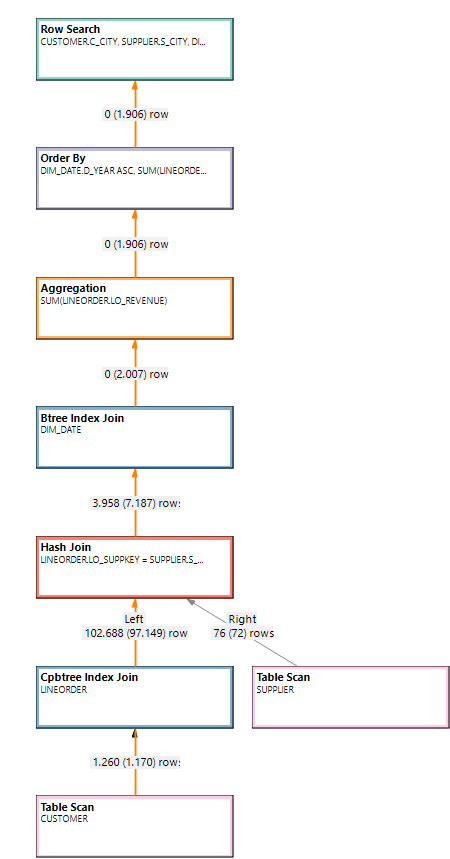 Row Search
CUSTOMER.C_CITY, SUPPLIER.S_CITY, DI...
0 (1.906) row
Order By
DIM_DATE.D_YEAR ASC, SUM(LINEORDE...
0 (1.906) row
Aggregation
SUM(LINEORDER.LO_REVENUE)
0 (2.007) row
Btree Index Join
DIM_DATE
3.958 (7.187) rows
Hash Join
LINEORDER.LO_SUPPKEY = SUPPLIER.S_...
Left
102.688 (97.149) row
Right
76 (72) rows
Cpbtree Index Join
LINEORDER
Table Scan
SUPPLIER
1.260 (1.170) rows
Table Scan
CUSTOMER